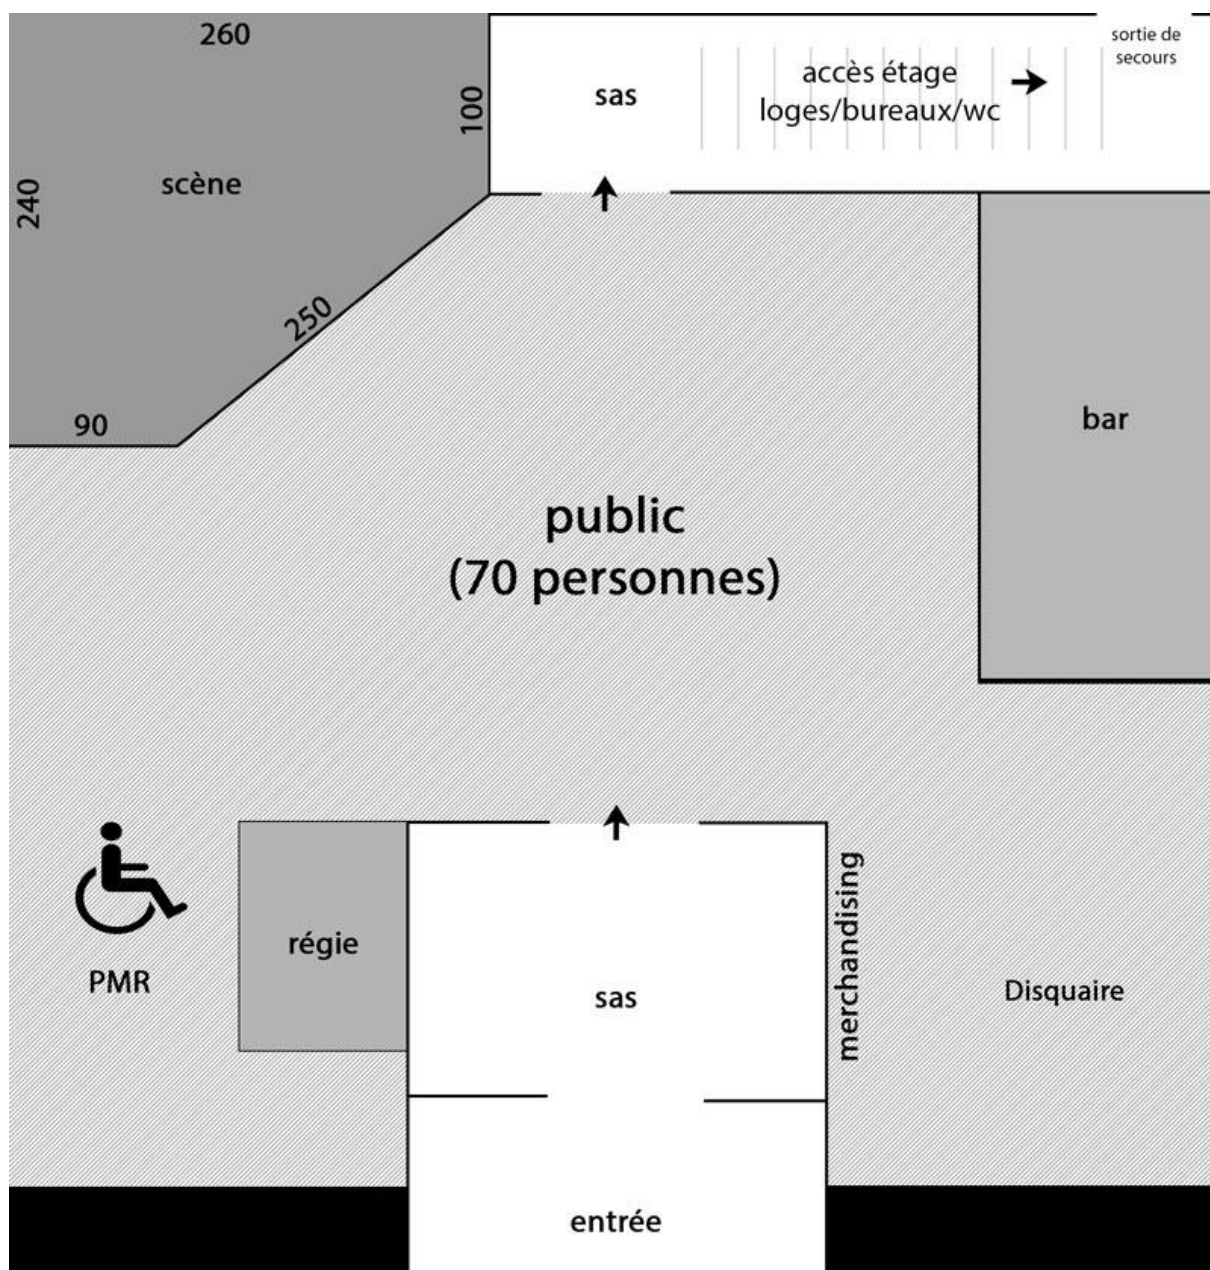 260
sortie de
secours
100
sas
accès étage
loges/bureaux/wc
scène
240
250
90
bar
public
(70 personnes)
PMR
régie
sas
merchandising
Disquaire
entrée